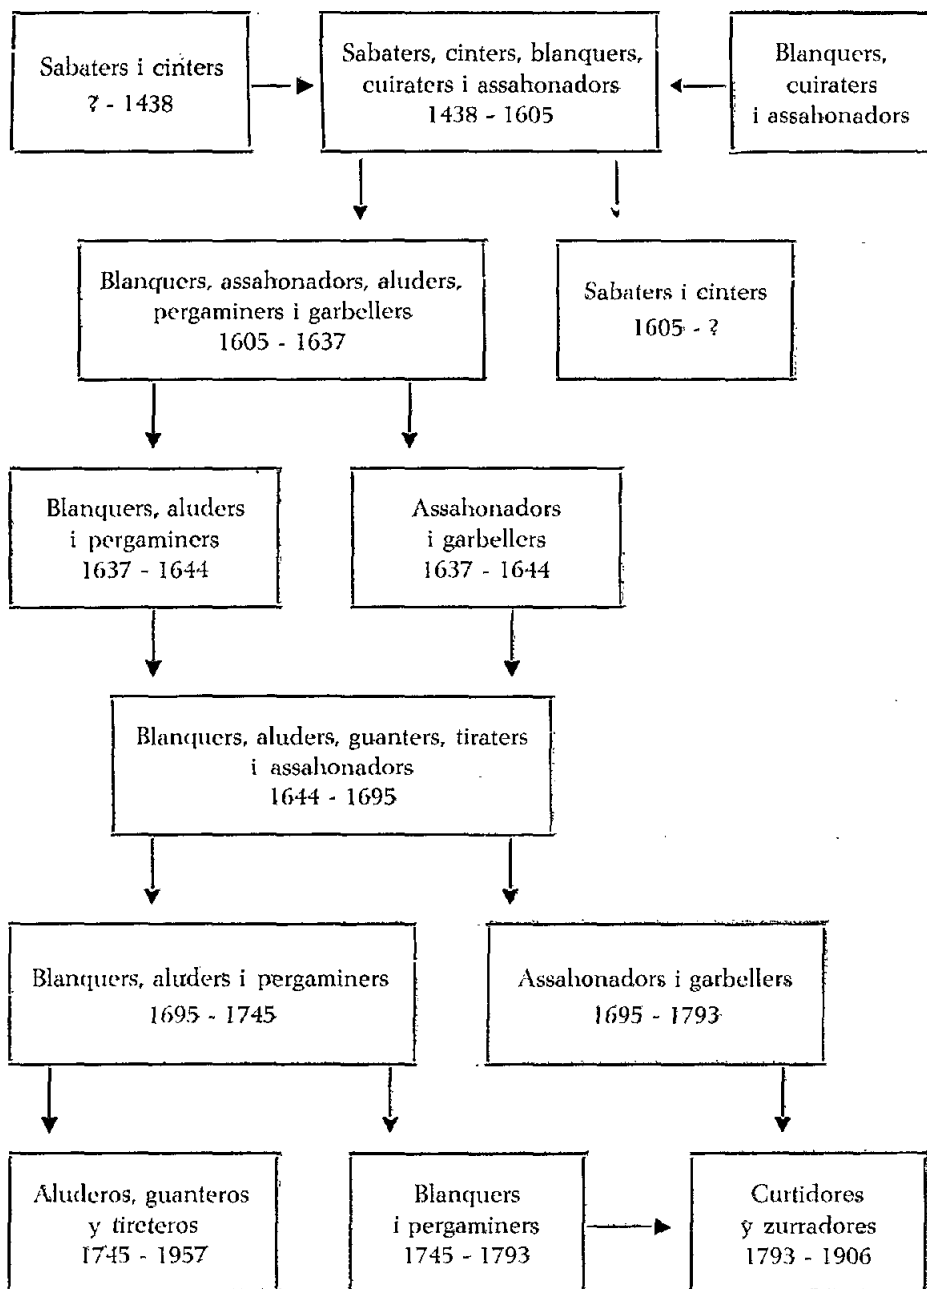 Sabaters i cinters
? - 1438
Sabaters, cinters, blanquers,
cuiraters i assahonadors
1438 - 1605
Blanquers,
cuiraters
i assahonadors
Blanquers, assahonadors, aluders,
pergaminers i garbellers
1605 - 1637
Sabaters i cinters
1605 - ?
Blanquers, aluders
i pergaminers
1637 - 1644
Assahonadors
i garbellers
1637 - 1644
Blanquers, aluders, guanters, tiraters
i assahonadors
1644 - 1695
Blanquers, aluders i pergaminers
1695 - 1745
Assahonadors i garbellers
1695 - 1793
Aluderos, guanteros
y tireteros
1745 - 1957
Blanquers
i pergaminers
1745 - 1793
Curtidores
y zurradores
1793 - 1906